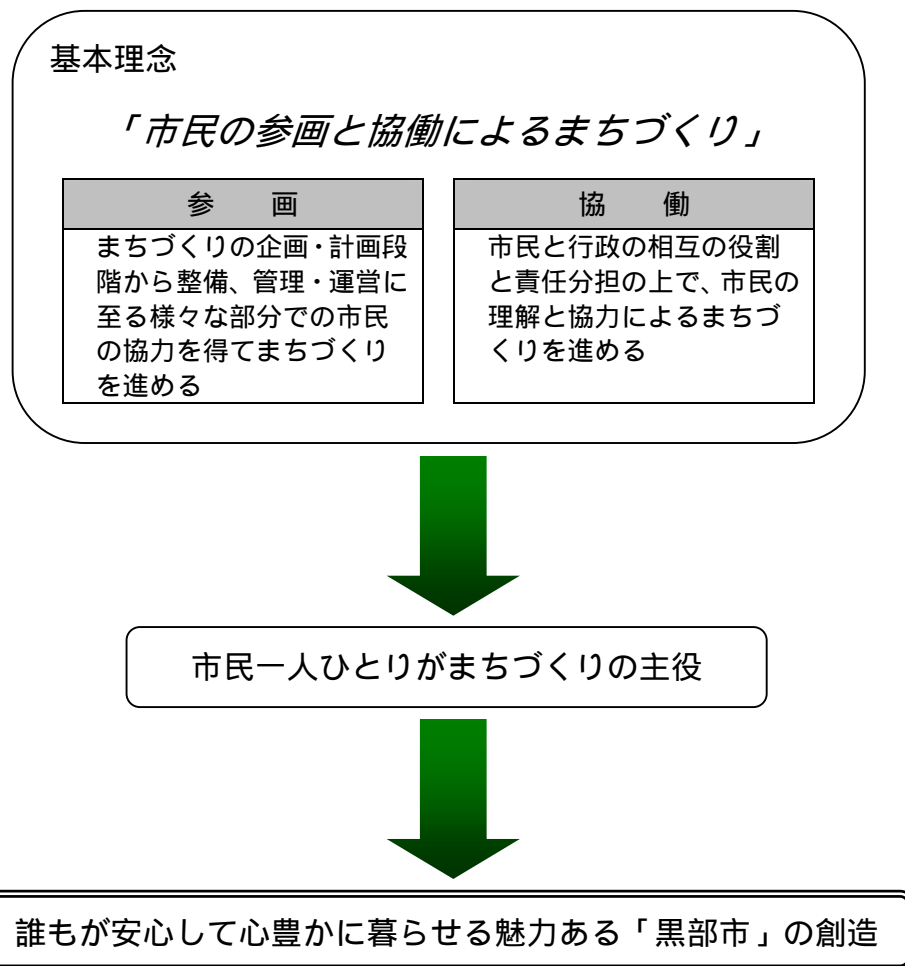 基本理念
「市民の参画と協働によるまちづくり」
参　画
まちづくりの企画・計画段
階から整備、管理・運営に
至る様々な部分での市民
の協力を得てまちづくり
を進める
協　働
市民と行政の相互の役割
と責任分担の上で、市民の
理解と協力によるまちづ
くりを進める
市民一人ひとりがまちづくりの主役
誰もが安心して心豊かに暮らせる魅力ある「黒部市」の創造